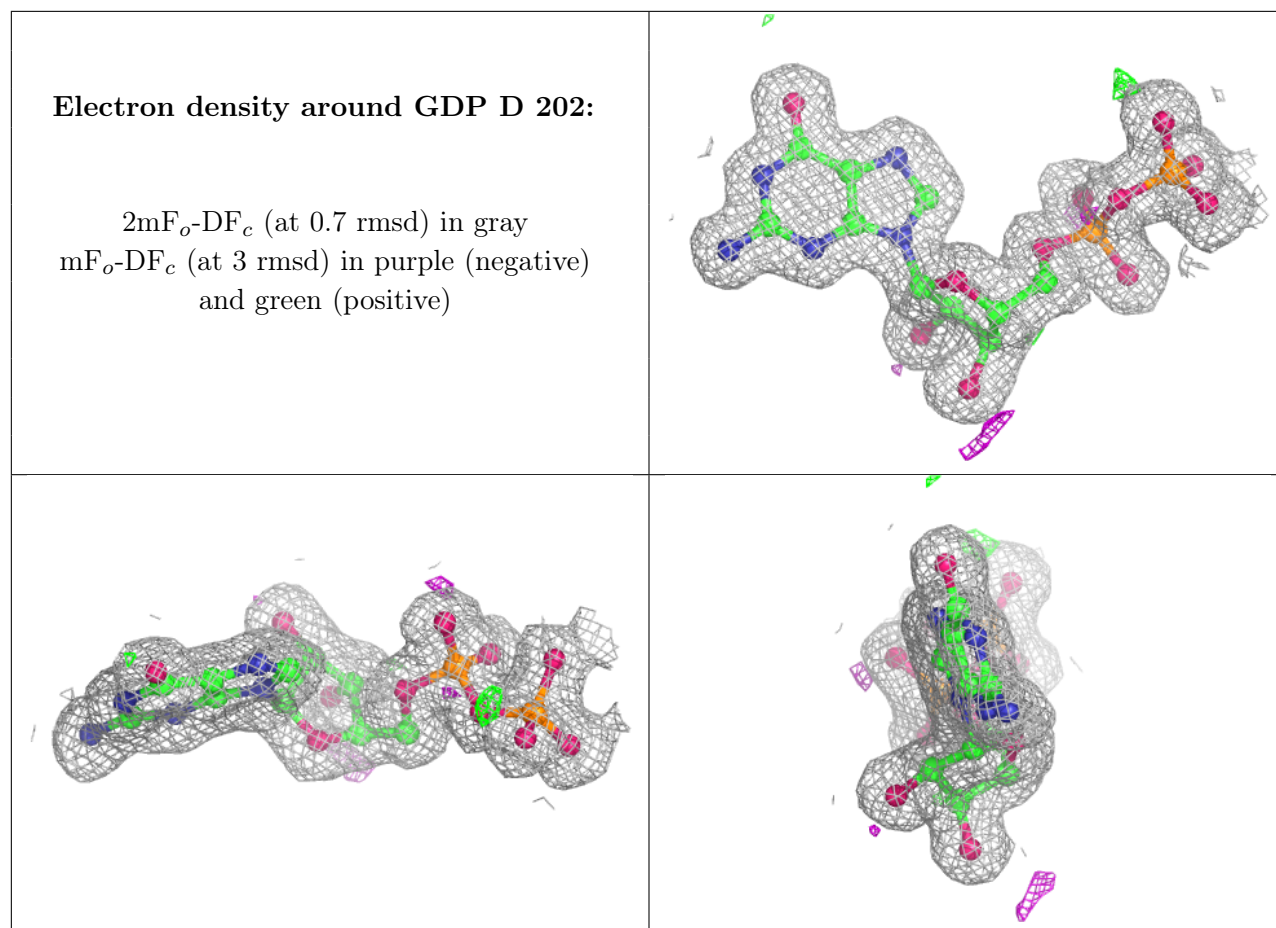 Electron density around GDP D 202:
2mFo-DFc (at 0.7 rmsd) in gray
mFo-DFc (at 3 rmsd) in purple (negative)
and green (positive)